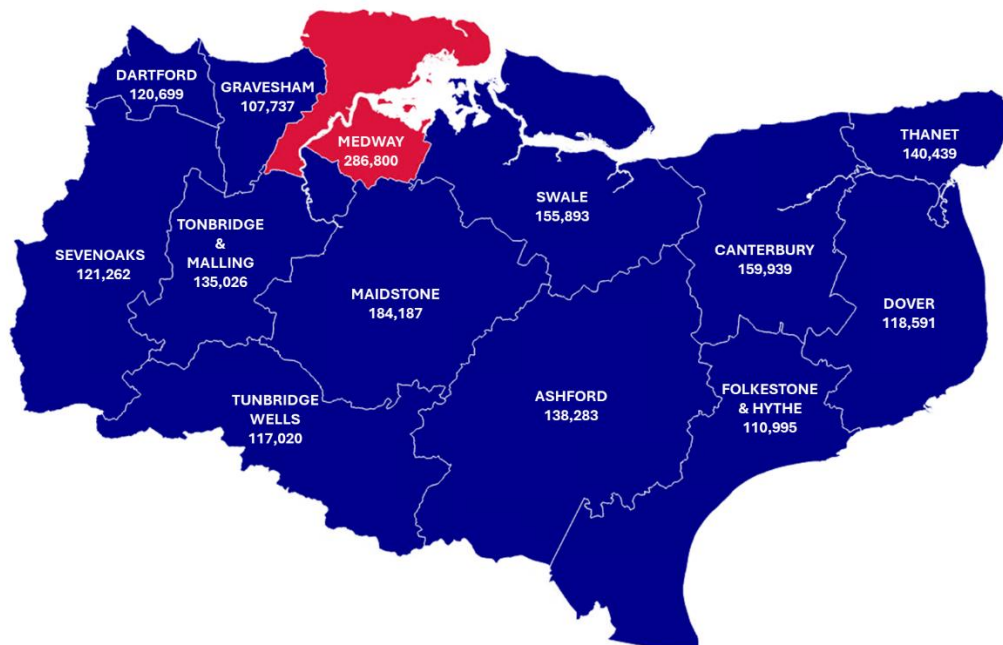 DARTFORD
120,699
GRAVESHAM
107,737
MEDWAY
286,800
THANET
140,439
SWALE
155,893
SEVENOAKS
121,262
TONBRIDGE
&
MALLING
135,026
CANTERBURY
159,939
MAIDSTONE
184,187
DOVER
118,591
TUNBRIDGE
WELLS
117,020
ASHFORD
138,283
FOLKESTONE
& HYTHE
110,995